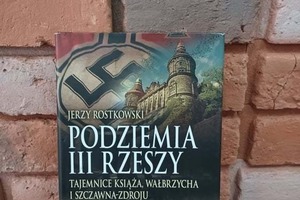 JERZY ROSTKOWSKI
PODZIEMIA
III RZESZY
TAJEMNICE KSIĄŻA, WAŁBRZYCHA
I SZCZAWNA-ZDROJU